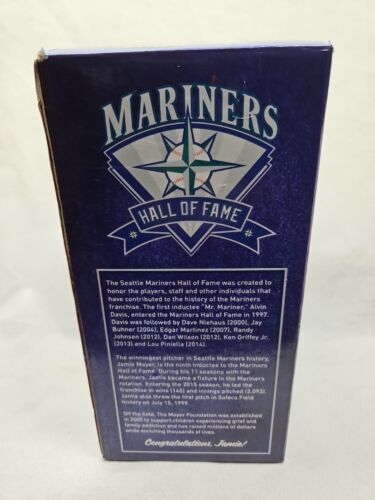 MARINERS
HALL OF FAME
The Seattle Mariners Hall of Fame was created to
honor the players, staff and other individuals that
have contributed to the history of the Mariners
franchise. The first inductee "Mr. Mariner," Alvin
Davis, entered the Mariners Hall of Fame in 1997.
Davis was followed by Dave Niehaus (2000), Jay
Buhner (2004), Edgar Martinez (2007), Randy
Johnson (2012), Dan Wilson (2012), Ken Griffey Jr.
(2013) and Lou Piniella (2014).
The winningest pitcher in Seattle Mariners history,
Jamie Moyer, is the ninth inductee to the Mariners
Hall of Fame. During his 11 seasons with the
Mariners, Jamie became a fixture in the Mariners
rotation. Entering the 2015 season, he led the
franchise in wins (145) and innings pitched (2,093).
Jamie also threw the first pitch in Safeco Field
history on July 15, 1999.
Off the field, The Moyer Foundation was established
in 2000 to support children experiencing grief and
family addiction and has raised millions of dollars
while enriching thousands of lives.
Congratulations, Jamie!